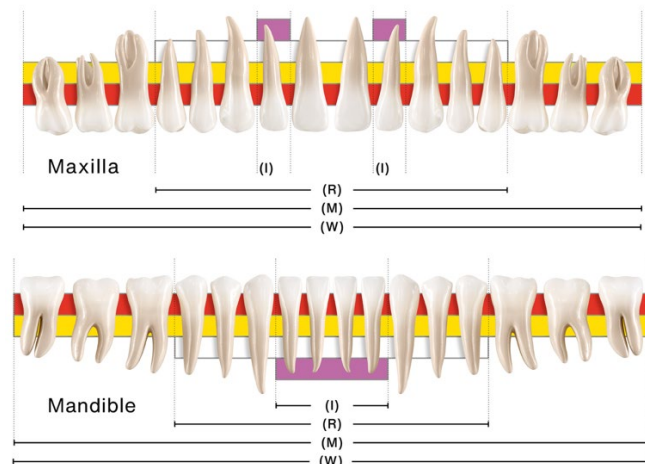 Maxilla
(I) (I)
(R)
(M)
(W)
Mandible
(I)
(R)
(M)
(W)